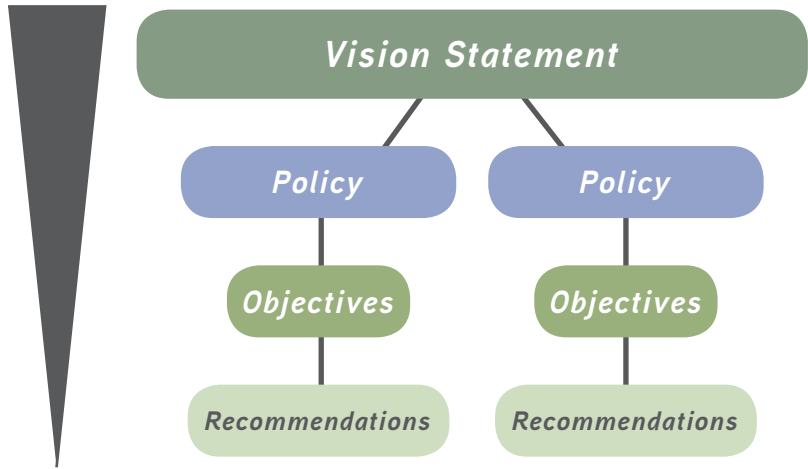 Vision Statement
Policy
Policy
Objectives
Objectives
Recommendations
Recommendations